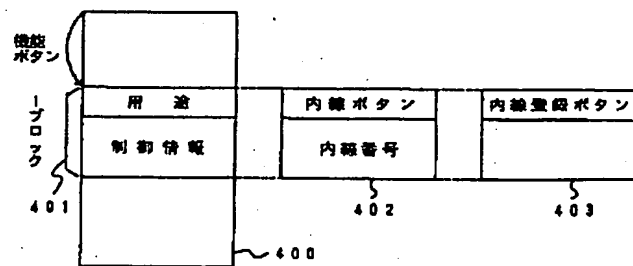 機能
ボタン
1ブロック
用途
制御情報
内線ボタン
内線番号
内線登録ボタン
401
402
403
400